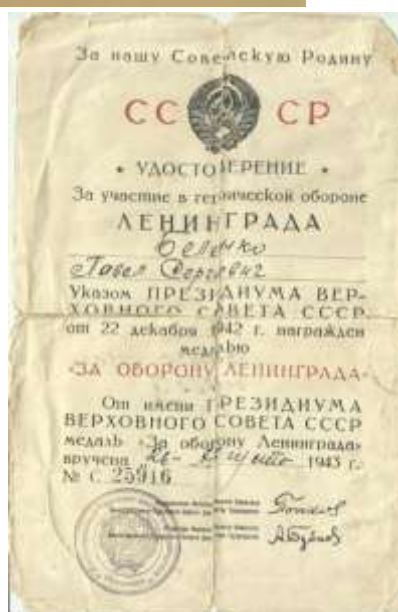 За нашу Советскую Родину
СС СР
• УДОСТОВЕРЕНИЕ •
За участие в героической обороне
ЛЕНИНГРАДА
Павел Сергеевич
Указом ПРЕЗИДИУМА ВЕР-
ХОВНОГО СОВЕТА СССР
от 22 декабря 1942 г. награжден
медалью
«ЗА ОБОРОНУ ЛЕНИНГРАДА»
От имени ПРЕЗИДИУМА
ВЕРХОВНОГО СОВЕТА СССР
медаль «За оборону Ленинграда»
вручена 1943 г.
№ С. 25916